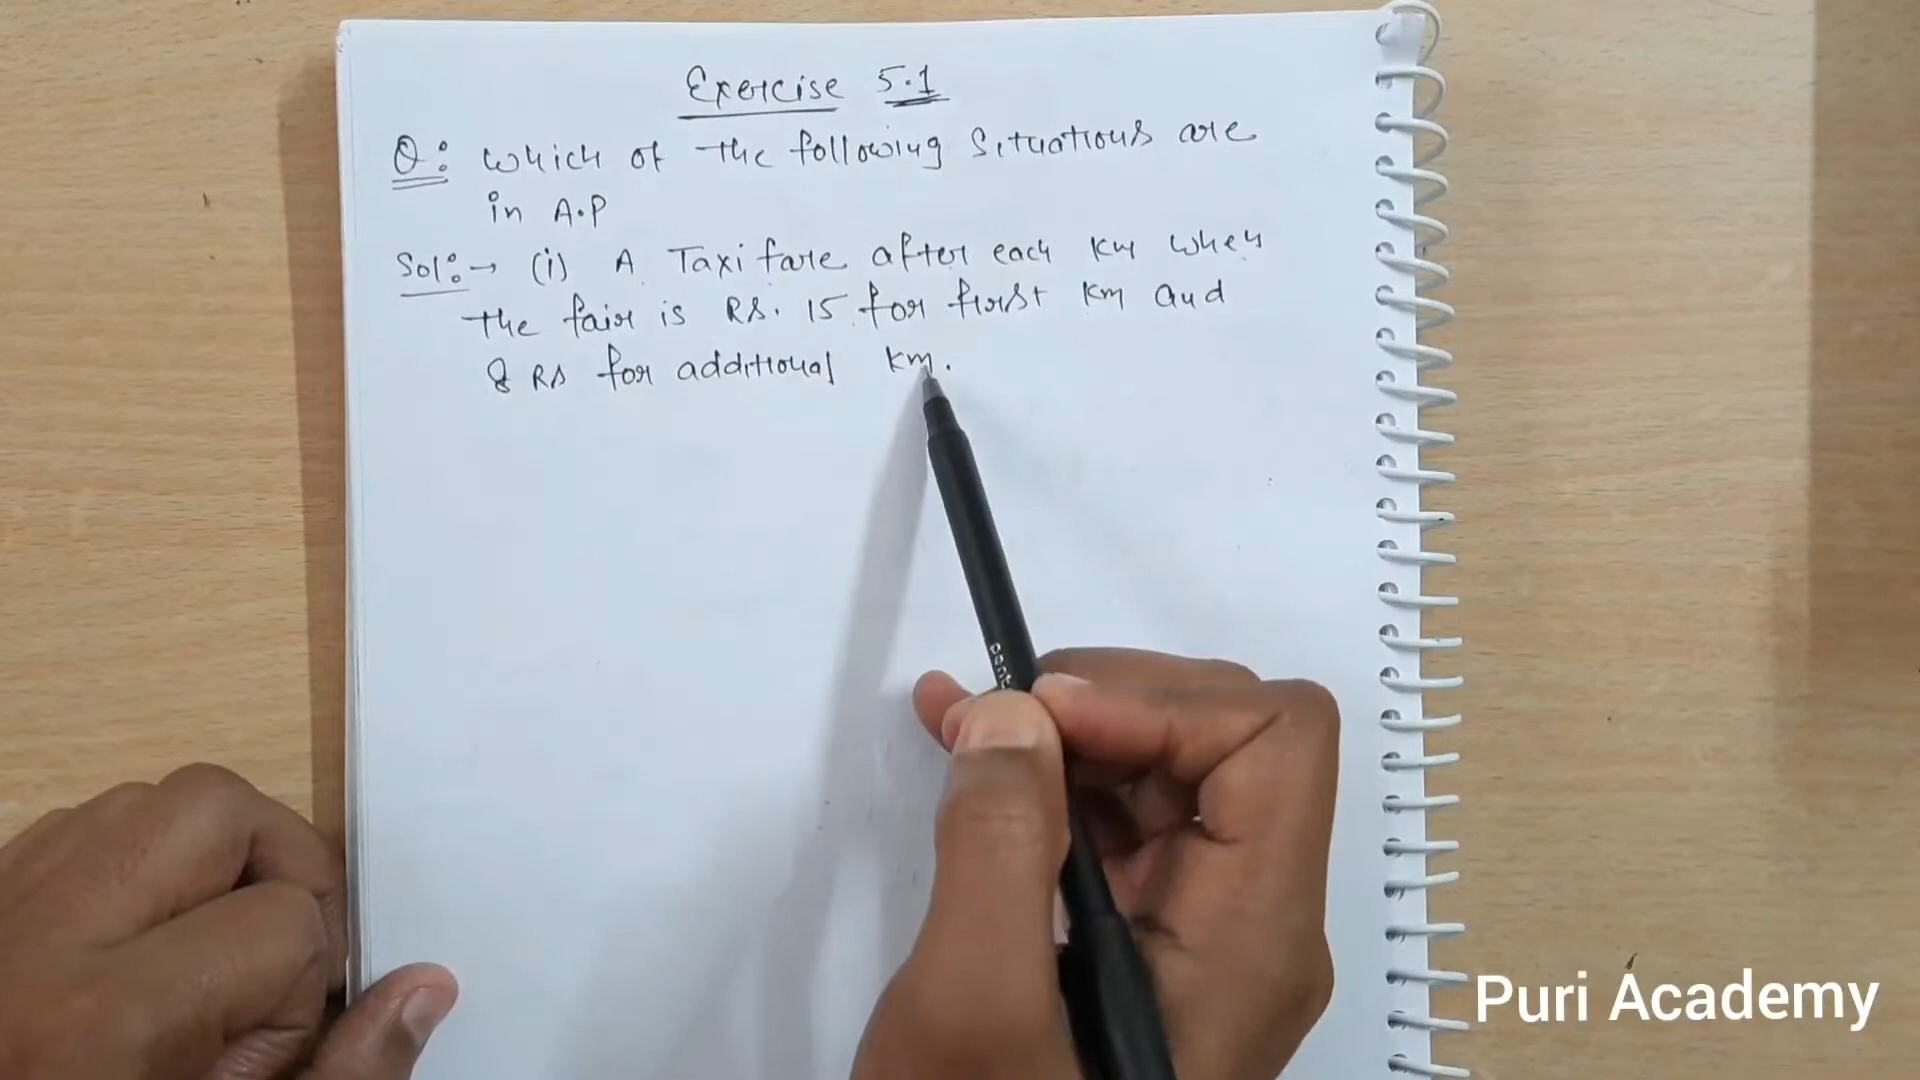 Exercise 5.1
Q: Which of the following Situations are
in A.P
Sol:→ (i) A Taxi fare after each km when
the fair is RS. 15 for first km and
8 RS for additional km.
Puri Academy